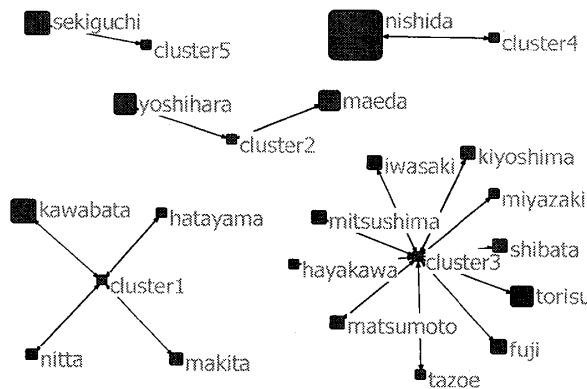 sekiguchi
nishida
cluster5
cluster4
yoshihara
maeda
cluster2
iwasaki
kiyoshima
kawabata
hatayama
miyazaki
mitsushima
shibata
hayakawa
cluster3
cluster1
torisu
matsumoto
nitta
makita
fuji
tazoe